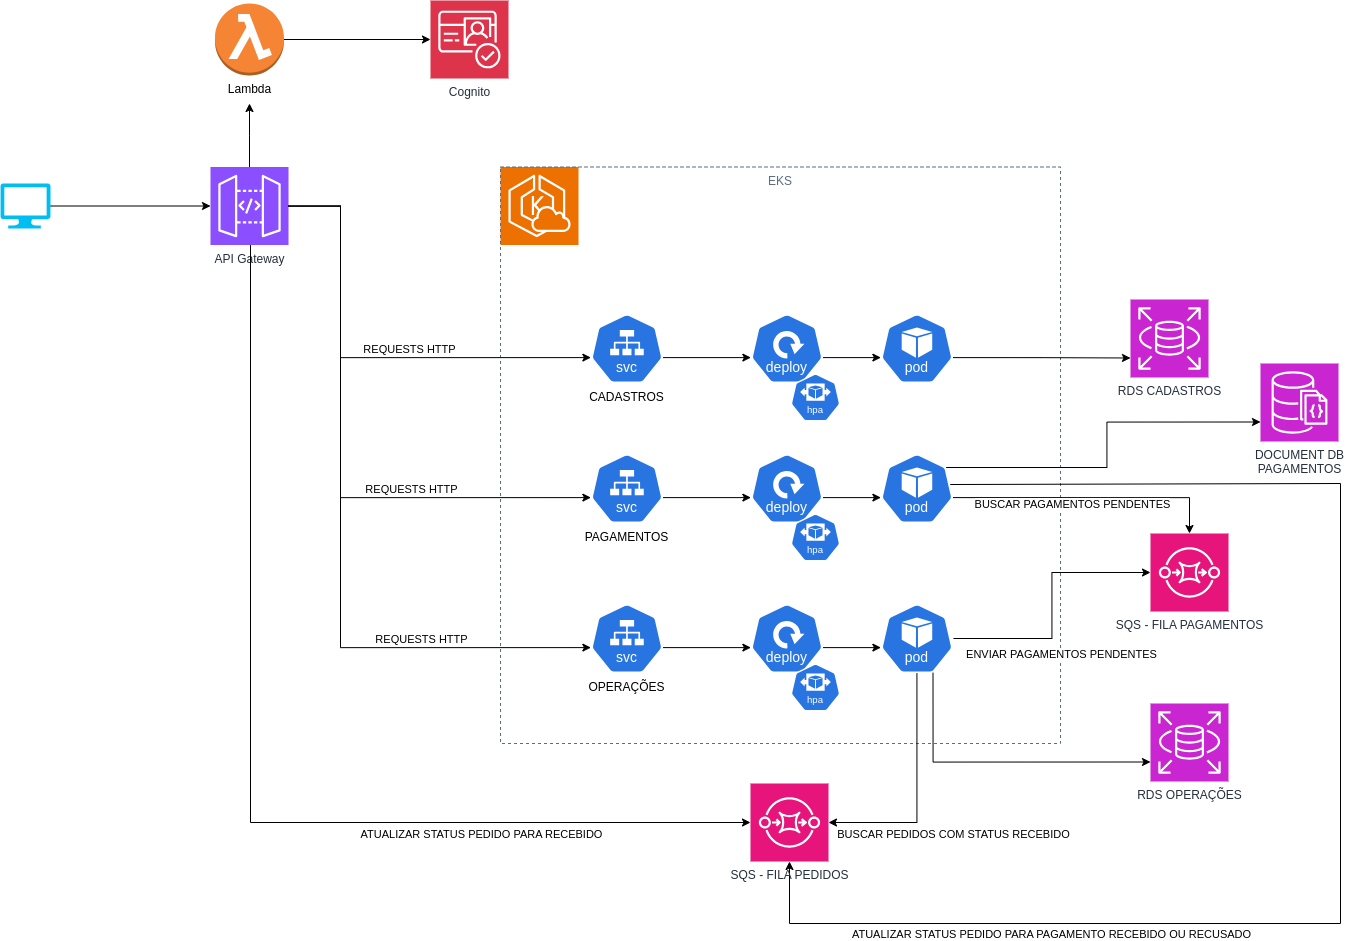 Lambda
Cognito
API Gateway
EKS
REQUESTS HTTP
svc
CADASTROS
deploy
hpa
pod
RDS CADASTROS
DOCUMENT DB
PAGAMENTOS
REQUESTS HTTP
svc
PAGAMENTOS
deploy
hpa
pod
BUSCAR PAGAMENTOS PENDENTES
SQS - FILA PAGAMENTOS
REQUESTS HTTP
svc
OPERAÇÕES
deploy
hpa
pod
ENVIAR PAGAMENTOS PENDENTES
RDS OPERAÇÕES
ATUALIZAR STATUS PEDIDO PARA RECEBIDO
BUSCAR PEDIDOS COM STATUS RECEBIDO
SQS - FILA PEDIDOS
ATUALIZAR STATUS PEDIDO PARA PAGAMENTO RECEBIDO OU RECUSADO